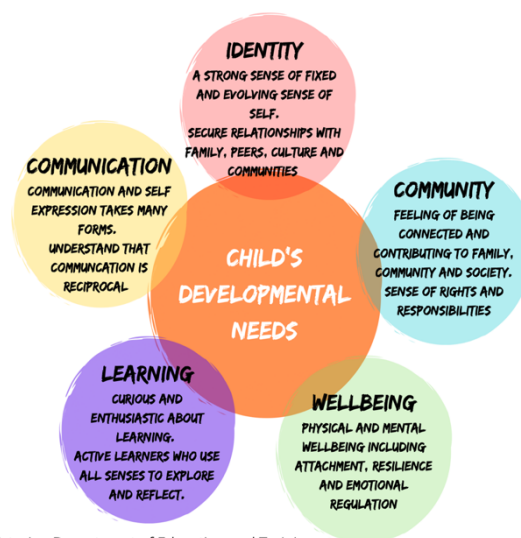 IDENTITY
A STRONG SENSE OF FIXED
AND EVOLVING SENSE OF
SELF.
SECURE RELATIONSHIPS WITH
FAMILY, PEERS, CULTURE AND
COMMUNITIES
COMMUNICATION
COMMUNICATION AND SELF
EXPRESSION TAKES MANY
FORMS.
UNDERSTAND THAT
COMMUNCATION IS
RECIPROCAL
COMMUNITY
FEELING OF BEING
CONNECTED AND
CONTRIBUTING TO FAMILY,
COMMUNITY AND SOCIETY.
SENSE OF RIGHTS AND
RESPONSIBILITIES
CHILD'S
DEVELOPMENTAL
NEEDS
LEARNING
CURIOUS AND
ENTHUSIASTIC ABOUT
LEARNING.
ACTIVE LEARNERS WHO USE
ALL SENSES TO EXPLORE
AND REFLECT.
WELLBEING
PHYSICAL AND MENTAL
WELLBEING INCLUDING
ATTACHMENT, RESILIENCE
AND EMOTIONAL
REGULATION